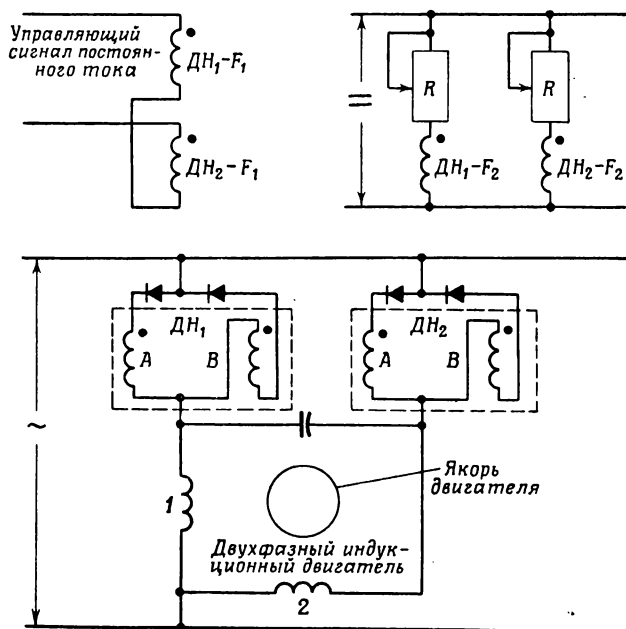 Управляющий
сигнал постоян-
ного тока
ДН₁-F₁
ДН₂-F₁
=
R
R
ДН₁-F₂
ДН₂-F₂
ДН₁
A
B
ДН₂
A
B
~
1
Якорь
двигателя
Двухфазный индук-
ционный двигатель
2